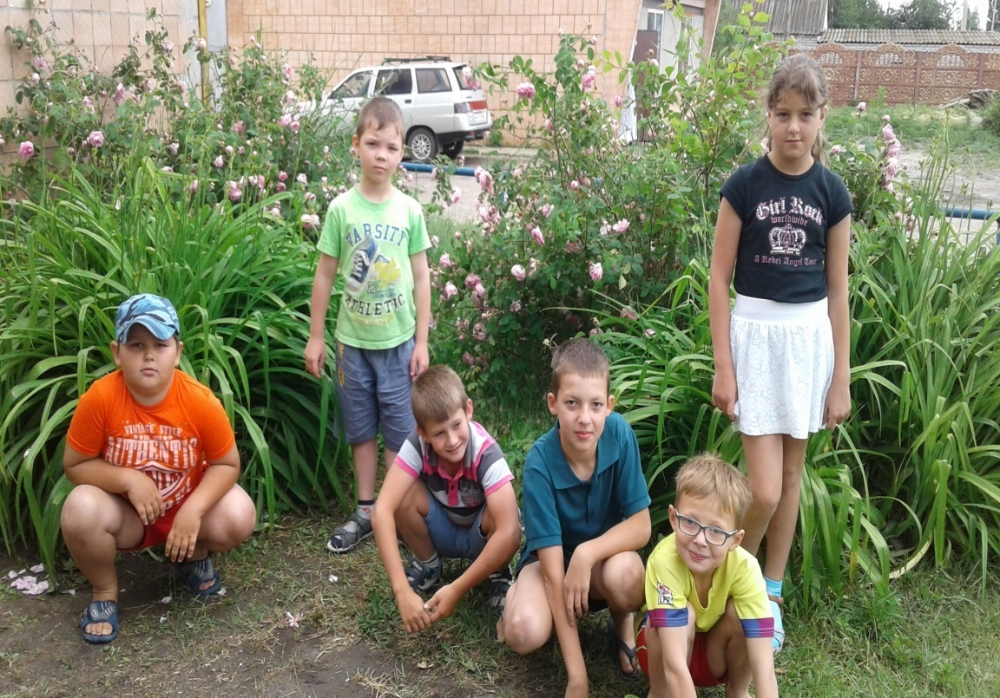 VARSITY
ATHLETIC
Girl Rock
worldwide
A Rebel Angel Tour
VINTAGE STYLE
AUTHENTIC